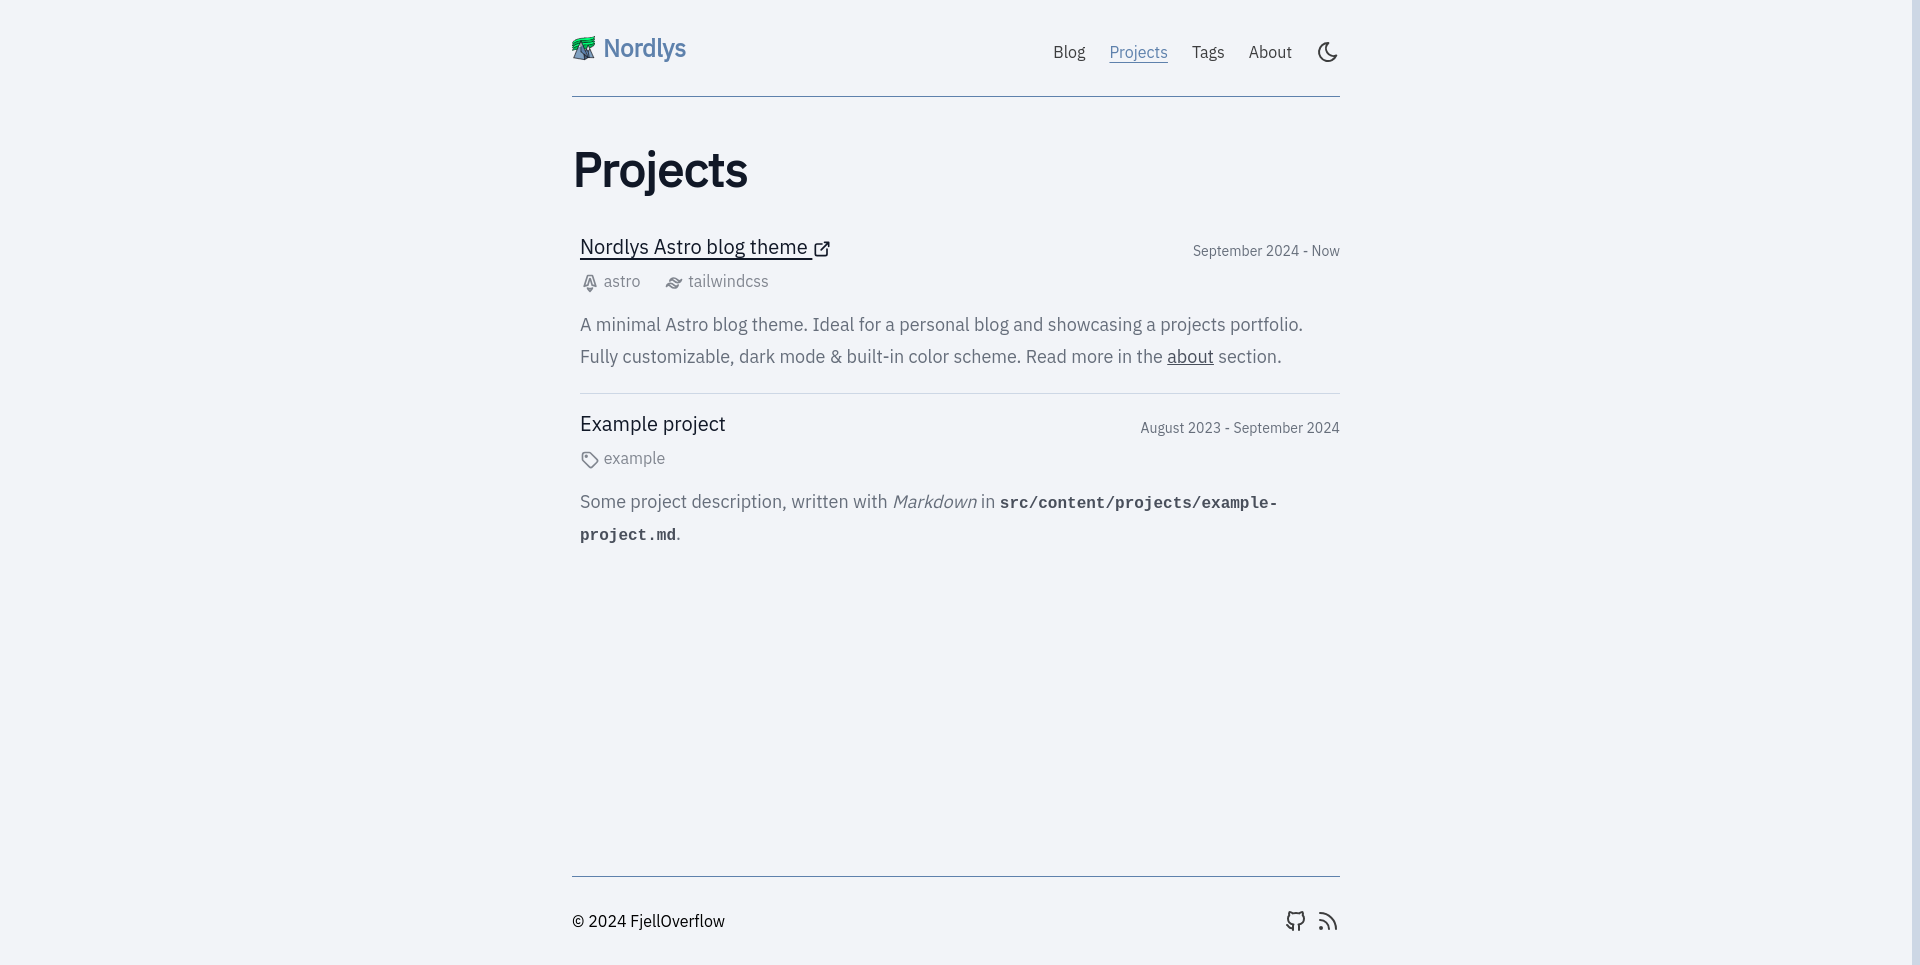 Nordlys
Blog Projects Tags About
Projects
Nordlys Astro blog theme
September 2024 - Now
astro tailwindcss
A minimal Astro blog theme. Ideal for a personal blog and showcasing a projects portfolio.
Fully customizable, dark mode & built-in color scheme. Read more in the about section.
Example project
August 2023 - September 2024
example
Some project description, written with Markdown in src/content/projects/example-
project.md.
© 2024 FjellOverflow